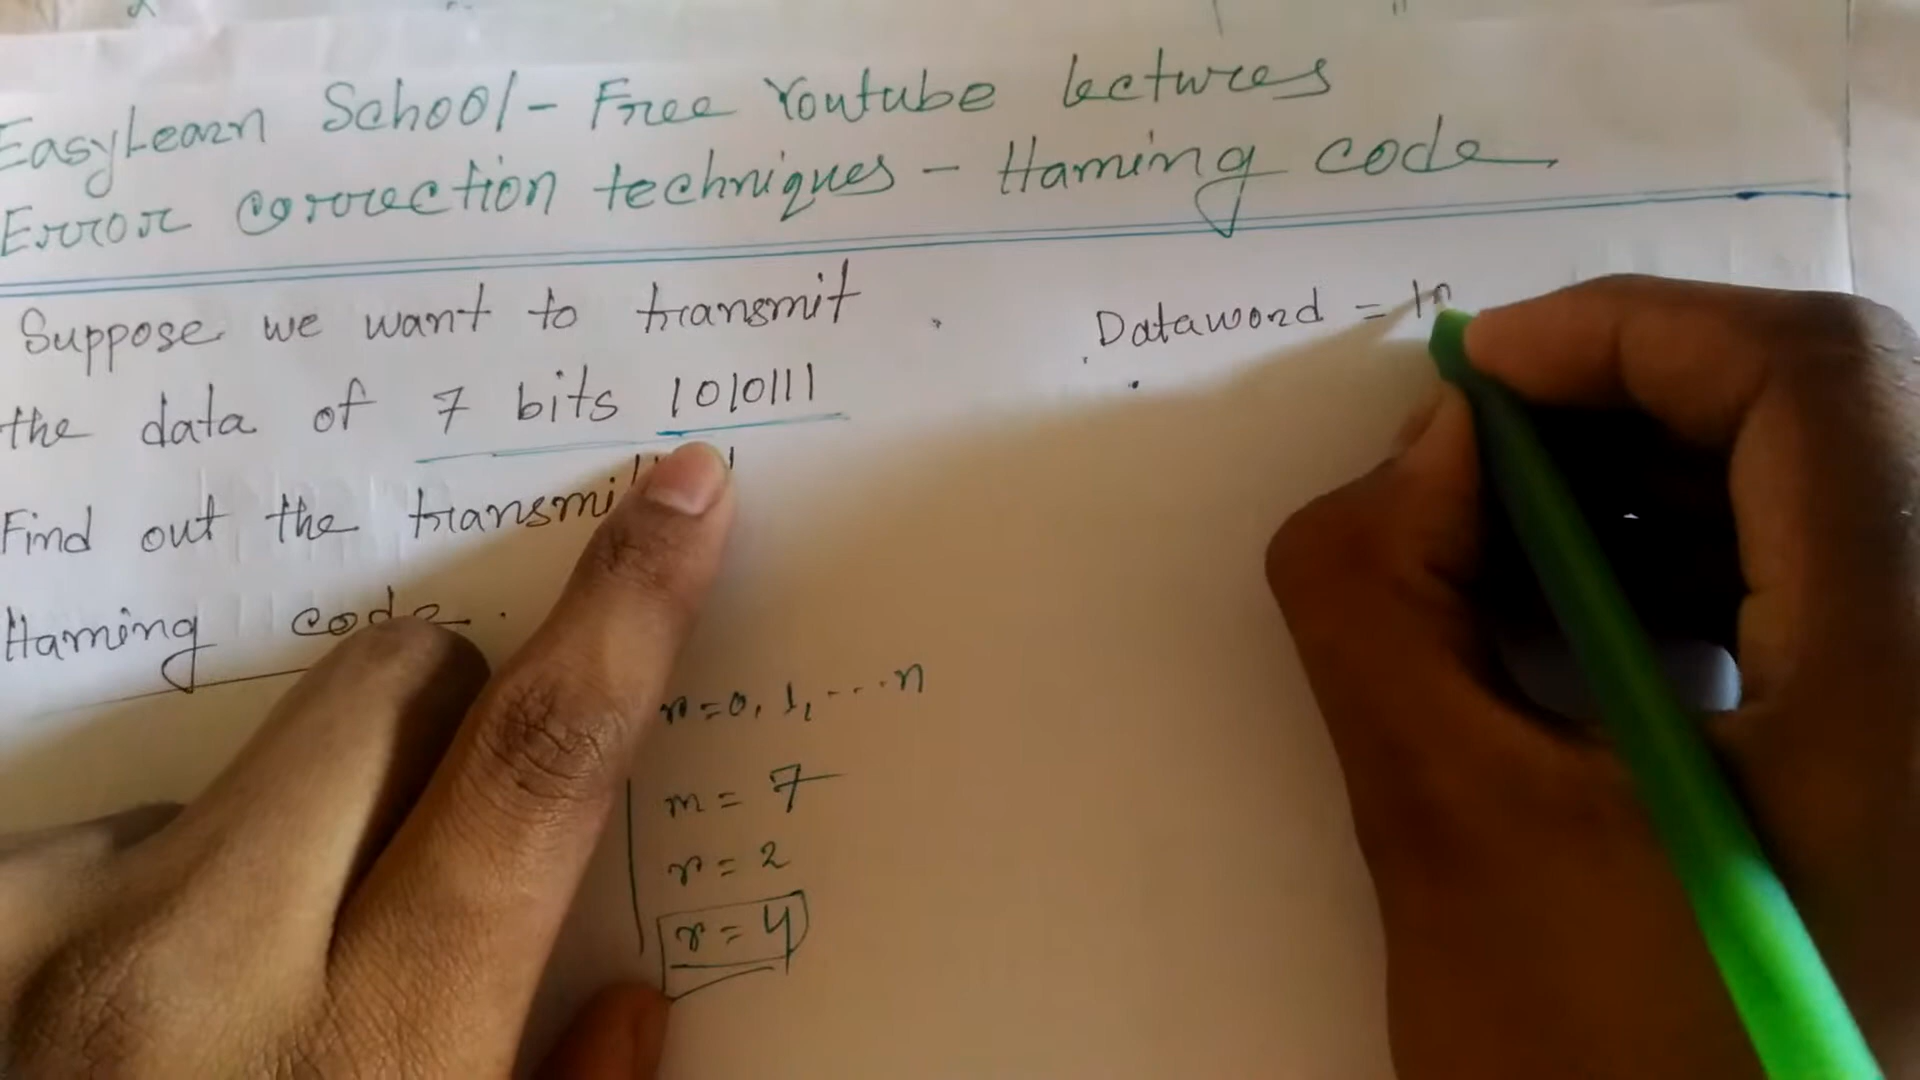 EasyLearn School - Free Youtube lectures
Error correction techniques - Haming code
Suppose we want to transmit
the data of 7 bits 1010111
Find out the
Haming code.
r = 0, 1, ... n
m = 7
r = 2
r = 4
Dataword = 10